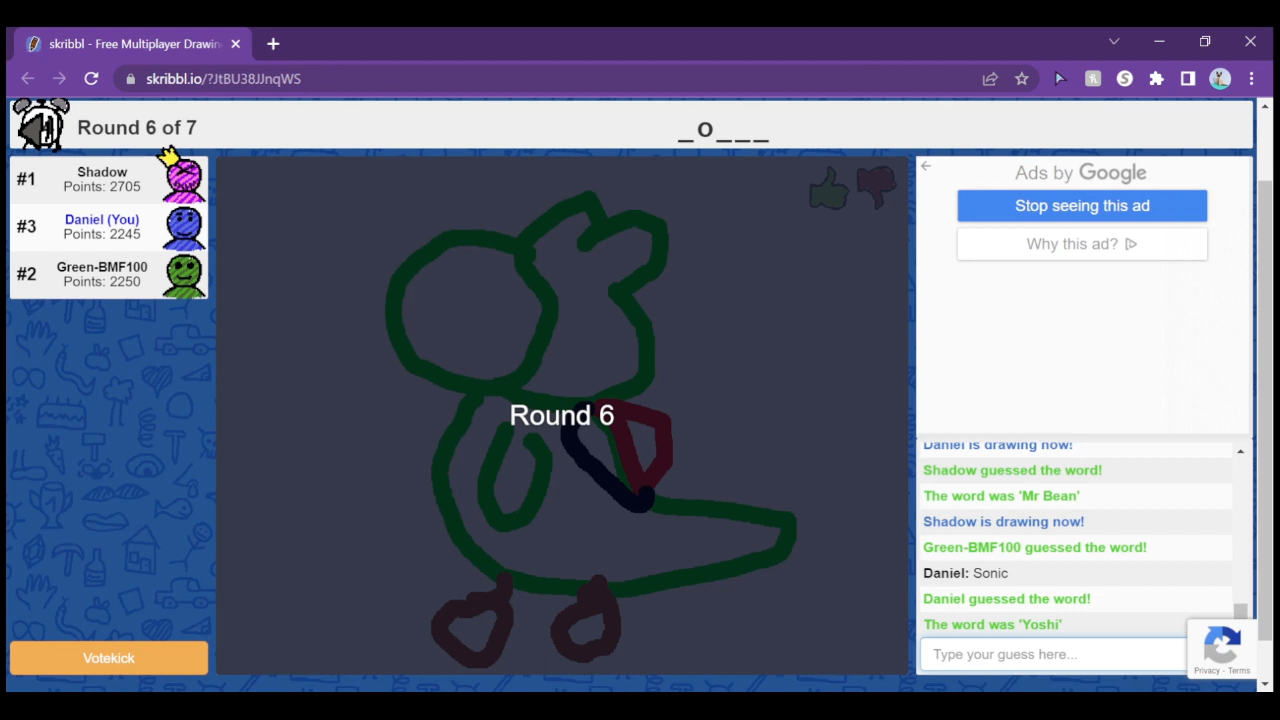 skribbl - Free Multiplayer Drawin
skribbl.io/?JtBU38JJnqWS
Round 6 of 7
_o___
#1
Shadow
Points: 2705
#3
Daniel (You)
Points: 2245
#2
Green-BMF100
Points: 2250
Votekick
Round 6
Ads by Google
Stop seeing this ad
Why this ad?
Daniel is drawing now!
Shadow guessed the word!
The word was 'Mr Bean'
Shadow is drawing now!
Green-BMF100 guessed the word!
Daniel: Sonic
Daniel guessed the word!
The word was 'Yoshi'
Type your guess here...
Privacy - Terms